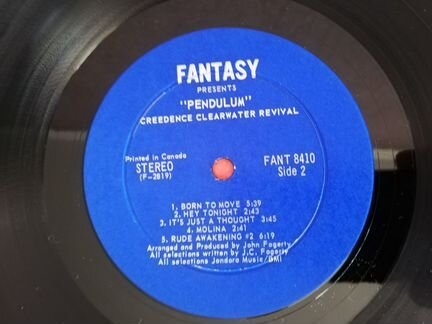 FANTASY
PRESENTS
"PENDULUM"
CREEDENCE CLEARWATER REVIVAL
Printed in Canada
STEREO
(F-2819)
FANT 8410
Side 2
1. BORN TO MOVE 5:39
2. HEY TONIGHT 2:43
3. IT'S JUST A THOUGHT 3:45
4. MOLINA 2:41
5. RUDE AWAKENING #2 6:19
Arranged and Produced by John Fogerty
All selections written by J.C. Fogerty
All selections Jondora Music/BMI